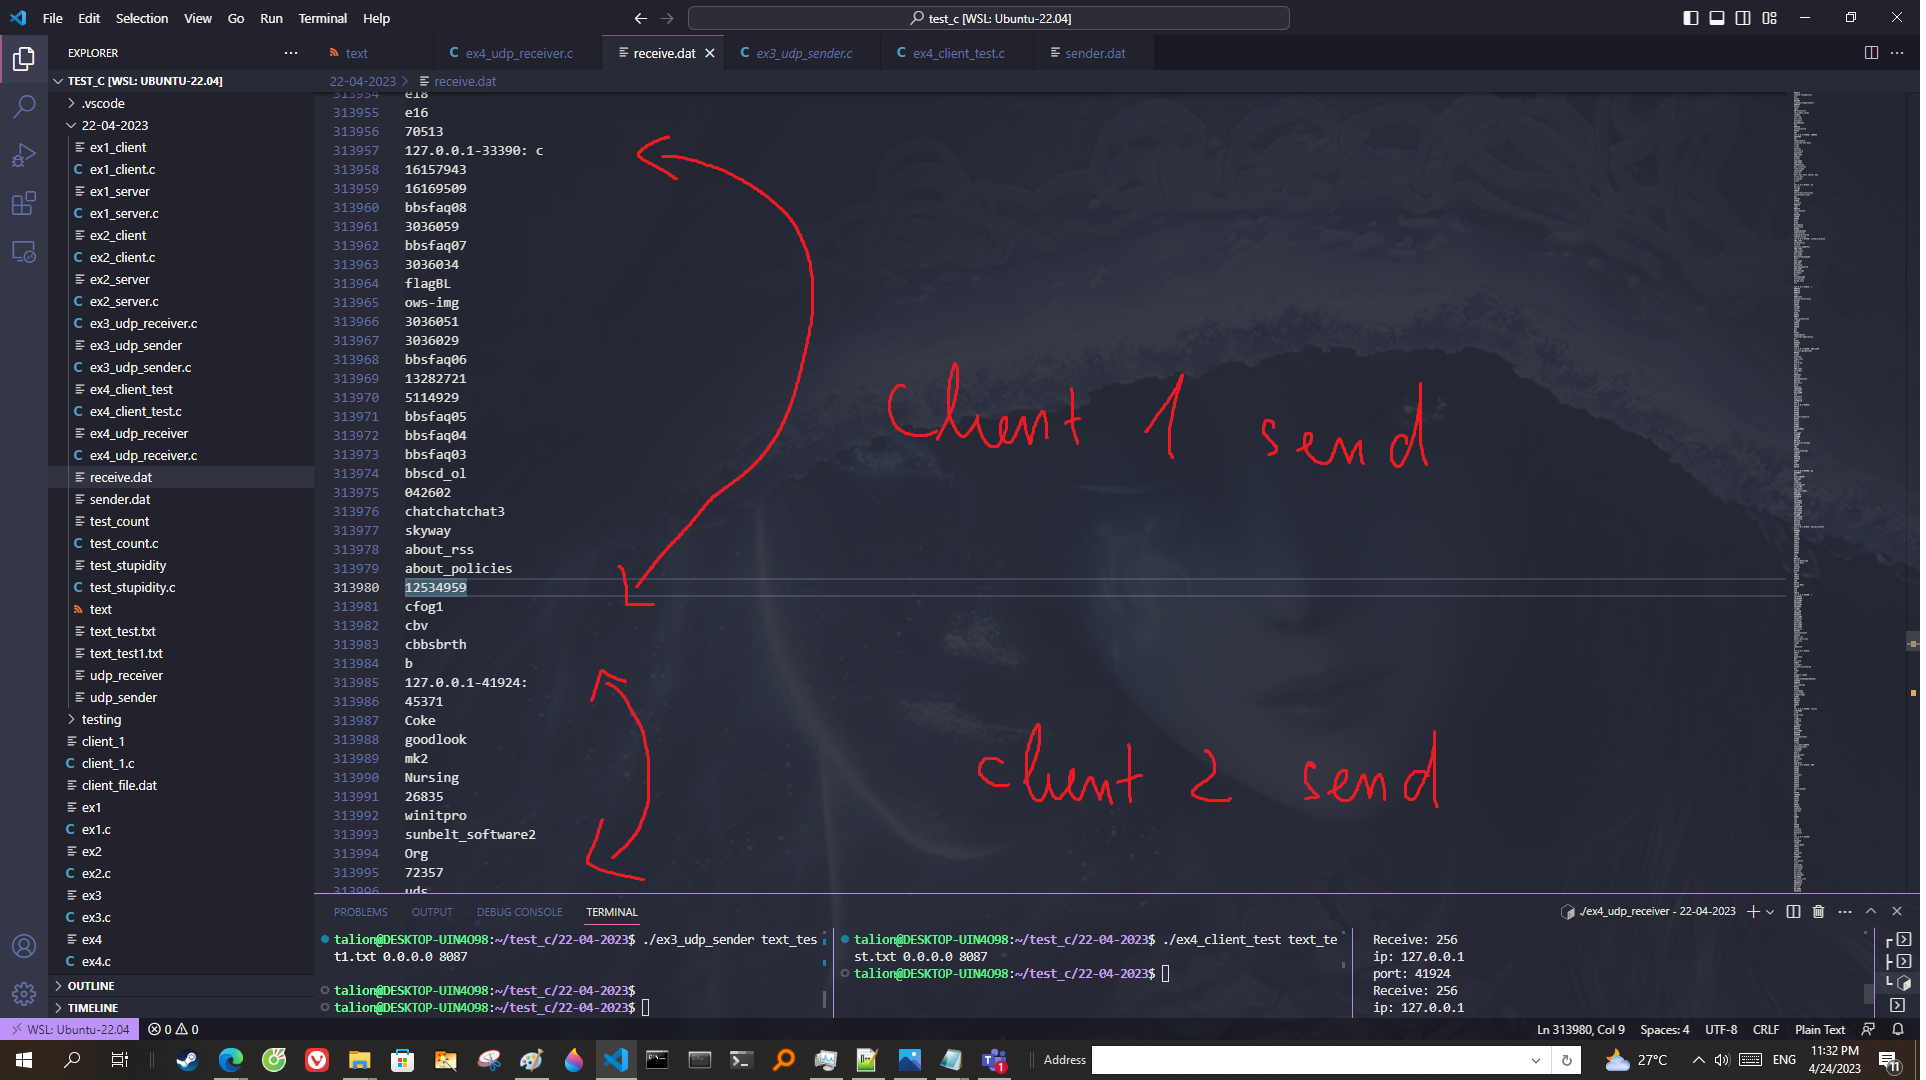 File Edit Selection View Go Run Terminal Help
test_c [WSL: Ubuntu-22.04]
EXPLORER
text
ex4_udp_receiver.c
receive.dat
ex3_udp_sender.c
ex4_client_test.c
sender.dat
TEST_C [WSL: UBUNTU-22.04]
22-04-2023 > receive.dat
.vscode
22-04-2023
ex1_client
ex1_client.c
ex1_server
ex1_server.c
ex2_client
ex2_client.c
ex2_server
ex2_server.c
ex3_udp_receiver.c
ex3_udp_sender
ex3_udp_sender.c
ex4_client_test
ex4_client_test.c
ex4_udp_receiver
ex4_udp_receiver.c
receive.dat
sender.dat
test_count
test_count.c
test_stupidity
test_stupidity.c
text
text_test.txt
text_test1.txt
udp_receiver
udp_sender
testing
client_1
client_1.c
client_file.dat
ex1
ex1.c
ex2
ex2.c
ex3
ex3.c
ex4
ex4.c
OUTLINE
TIMELINE
313954 e18
313955 e16
313956 70513
313957 127.0.0.1-33390: c
313958 16157943
313959 16169509
313960 bbsfaq08
313961 3036059
313962 bbsfaq07
313963 3036034
313964 flagBL
313965 ows-img
313966 3036051
313967 3036029
313968 bbsfaq06
313969 13282721
313970 5114929
313971 bbsfaq05
313972 bbsfaq04
313973 bbsfaq03
313974 bbscd_ol
313975 042602
313976 chatchatchat3
313977 skyway
313978 about_rss
313979 about_policies
313980 12534959
313981 cfog1
313982 cbv
313983 cbbsbrth
313984 b
313985 127.0.0.1-41924:
313986 45371
313987 Coke
313988 goodlook
313989 mk2
313990 Nursing
313991 26835
313992 winitpro
313993 sunbelt_software2
313994 Org
313995 72357
313996 uds
Client 1 send
client 2 send
PROBLEMS OUTPUT DEBUG CONSOLE TERMINAL
./ex4_udp_receiver - 22-04-2023
talion@DESKTOP-UIN4O98:~/test_c/22-04-2023$ ./ex3_udp_sender text_tes
t1.txt 0.0.0.0 8087
talion@DESKTOP-UIN4O98:~/test_c/22-04-2023$
talion@DESKTOP-UIN4O98:~/test_c/22-04-2023$
talion@DESKTOP-UIN4O98:~/test_c/22-04-2023$ ./ex4_client_test text_te
st.txt 0.0.0.0 8087
talion@DESKTOP-UIN4O98:~/test_c/22-04-2023$
Receive: 256
ip: 127.0.0.1
port: 41924
Receive: 256
ip: 127.0.0.1
WSL: Ubuntu-22.04
0 0
Ln 313980, Col 9 Spaces: 4 UTF-8 CRLF Plain Text
Address
27°C
ENG
11:32 PM
4/24/2023
1
11